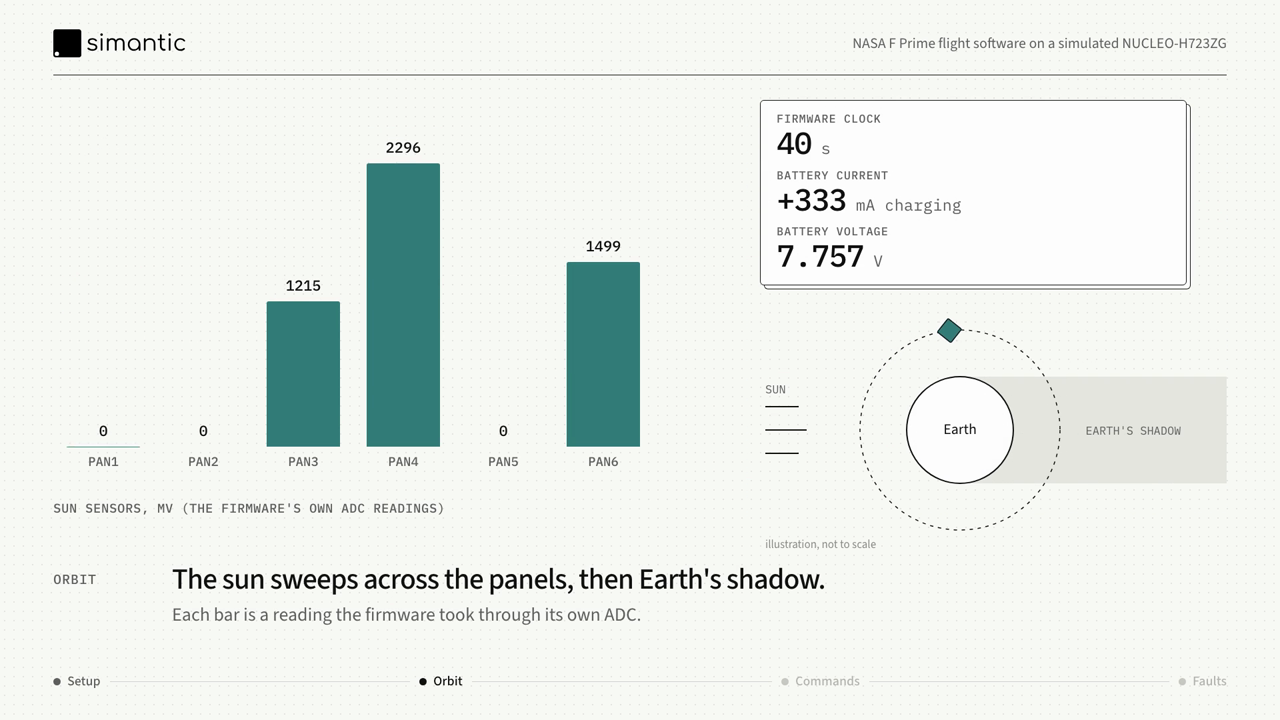 simantic
NASA F Prime flight software on a simulated NUCLEO-H723ZG
2296
1499
1215
0
0
0
PAN1
PAN2
PAN3
PAN4
PAN5
PAN6
SUN SENSORS, MV (THE FIRMWARE'S OWN ADC READINGS)
FIRMWARE CLOCK
40 s
BATTERY CURRENT
+333 mA charging
BATTERY VOLTAGE
7.757 V
SUN
Earth
EARTH'S SHADOW
illustration, not to scale
ORBIT
The sun sweeps across the panels, then Earth's shadow.
Each bar is a reading the firmware took through its own ADC.
Setup
Orbit
Commands
Faults